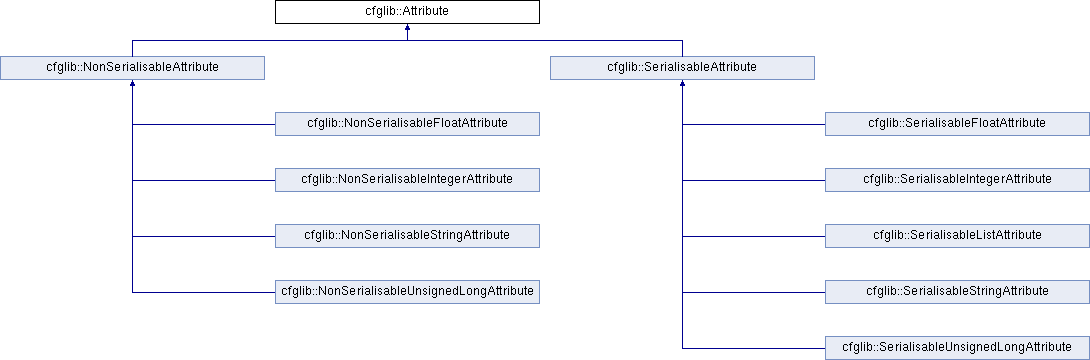 cfglib::Attribute
cfglib::NonSerialisableAttribute
cfglib::SerialisableAttribute
cfglib::NonSerialisableFloatAttribute
cfglib::SerialisableFloatAttribute
cfglib::NonSerialisableIntegerAttribute
cfglib::SerialisableIntegerAttribute
cfglib::NonSerialisableStringAttribute
cfglib::SerialisableListAttribute
cfglib::NonSerialisableUnsignedLongAttribute
cfglib::SerialisableStringAttribute
cfglib::SerialisableUnsignedLongAttribute